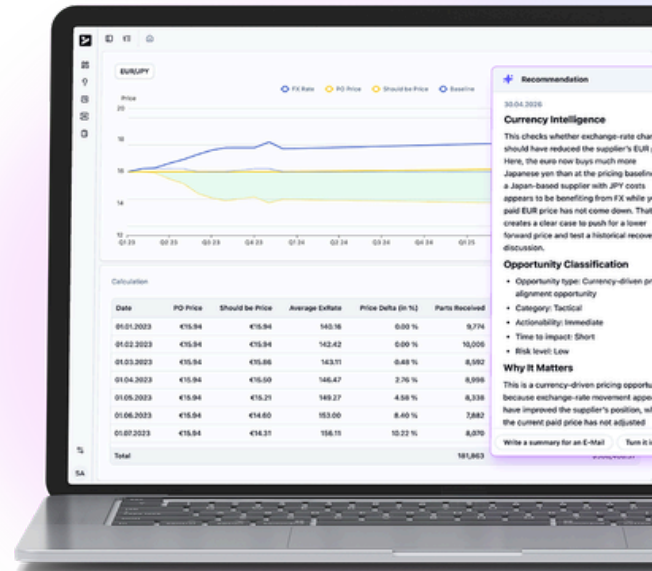 EUR/JPY
FX Rate PO Price Should be Price Baseline
Price
20
18
16
14
12
Q1 23 Q2 23 Q3 23 Q4 23 Q1 24 Q2 24 Q3 24 Q4 24 Q1 25
Calculation
Date PO Price Should be Price Average ExRate Price Delta (in %) Parts Received
01.01.2023 €15.94 €15.94 140.16 0.00 % 9,774
01.02.2023 €15.94 €15.94 142.42 0.00 % 10,006
01.03.2023 €15.94 €15.86 143.11 0.48 % 8,592
01.04.2023 €15.94 €15.50 146.47 2.76 % 8,998
01.05.2023 €15.94 €15.21 149.27 4.58 % 8,338
01.06.2023 €15.94 €14.60 153.00 8.40 % 7,882
01.07.2023 €15.94 €14.31 156.11 10.22 % 8,070
Total 181,863
SA
Recommendation
30.04.2026
Currency Intelligence
This checks whether exchange-rate
should have reduced the supplier's EUR
Here, the euro now buys much more
Japanese yen than at the pricing
a Japan-based supplier with JPY costs
appears to be benefiting from FX while
paid EUR price has not come down. That
creates a clear case to push for a lower
forward price and test a historical
discussion.
Opportunity Classification
• Opportunity type: Currency-driven
alignment opportunity
• Category: Tactical
• Actionability: Immediate
• Time to impact: Short
• Risk level: Low
Why It Matters
This is a currency-driven pricing
because exchange-rate movement
have improved the supplier's position,
the current paid price has not adjusted
Write a summary for an E-Mail Turn it